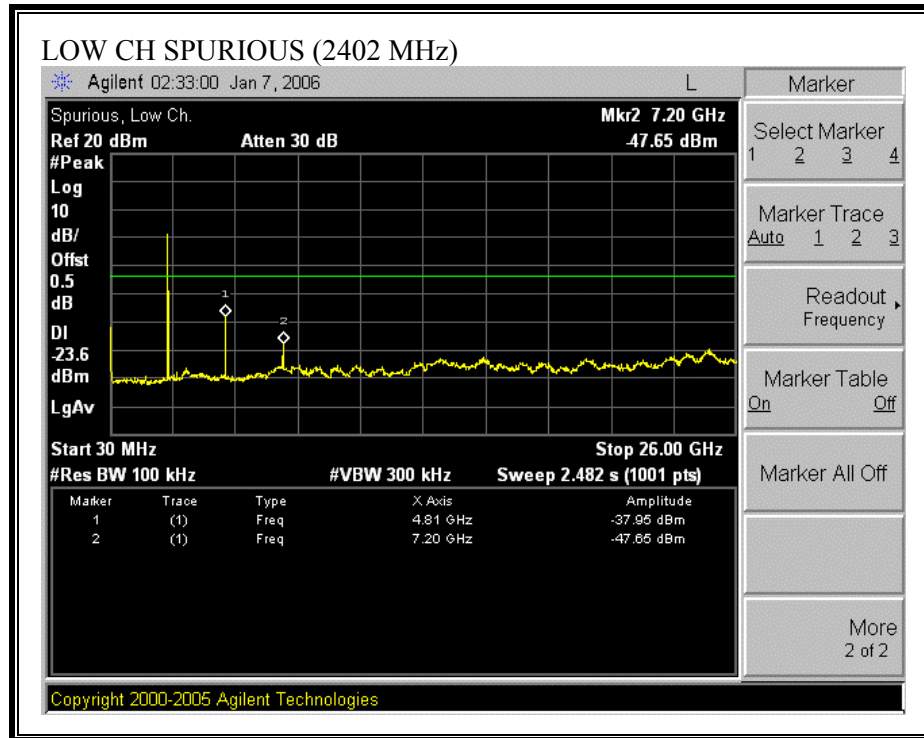 LOW CH SPURIOUS (2402 MHz)
Agilent 02:33:00 Jan 7, 2006 L
Spurious, Low Ch. Mkr2 7.20 GHz
Ref 20 dBm Atten 30 dB -47.65 dBm
#Peak
Log
10
dB/
Offst
0.5
dB
DI
-23.6
dBm
LgAv
1
2
Start 30 MHz Stop 26.00 GHz
#Res BW 100 kHz #VBW 300 kHz Sweep 2.482 s (1001 pts)
Marker Trace Type X Axis Amplitude
1 (1) Freq 4.81 GHz -37.95 dBm
2 (1) Freq 7.20 GHz -47.65 dBm
Marker
Select Marker
1 2 3 4
Marker Trace
Auto 1 2 3
Readout
Frequency
Marker Table
On Off
Marker All Off
More
2 of 2
Copyright 2000-2005 Agilent Technologies